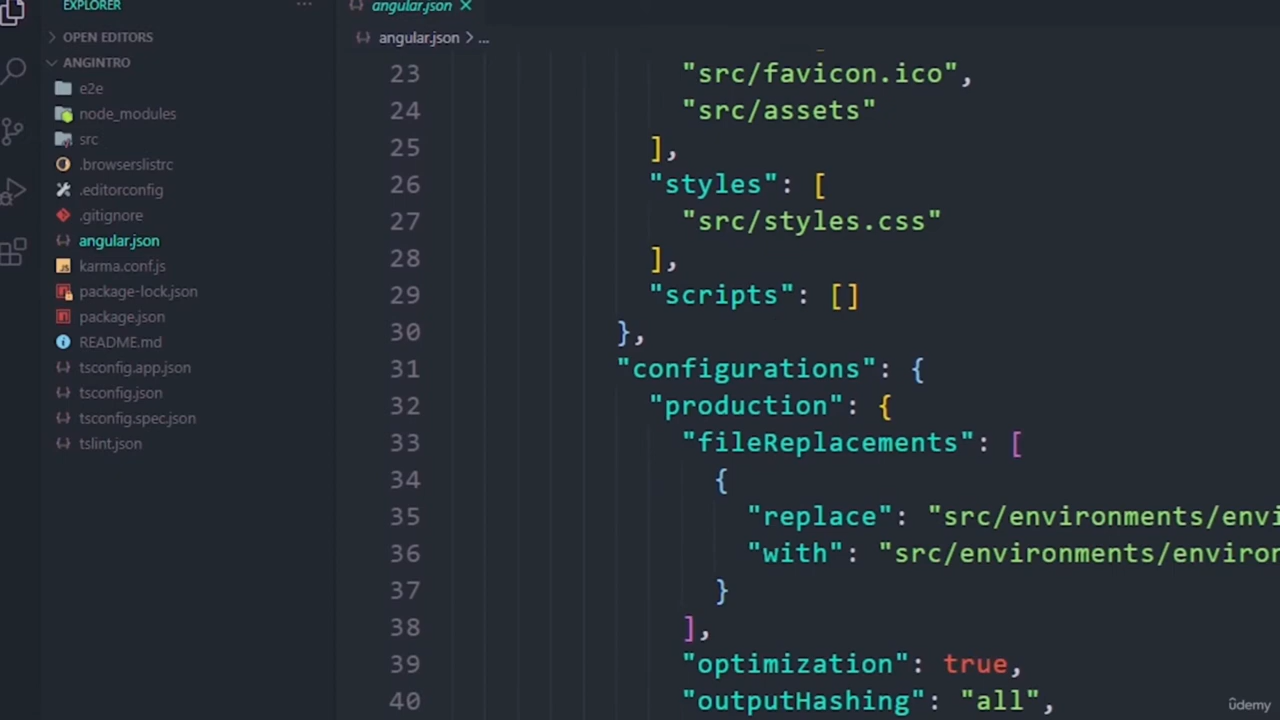 EXPLORER
OPEN EDITORS
ANGINTRO
e2e
node_modules
src
.browserslistrc
.editorconfig
.gitignore
angular.json
karma.conf.js
package-lock.json
package.json
README.md
tsconfig.app.json
tsconfig.json
tsconfig.spec.json
tslint.json
angular.json
angular.json > ...
23 "src/favicon.ico",
24 "src/assets"
25 ],
26 "styles": [
27 "src/styles.css"
28 ],
29 "scripts": []
30 },
31 "configurations": {
32 "production": {
33 "fileReplacements": [
34 {
35 "replace": "src/environments/envi
36 "with": "src/environments/environ
37 }
38 ],
39 "optimization": true,
40 "outputHashing": "all",
udemy